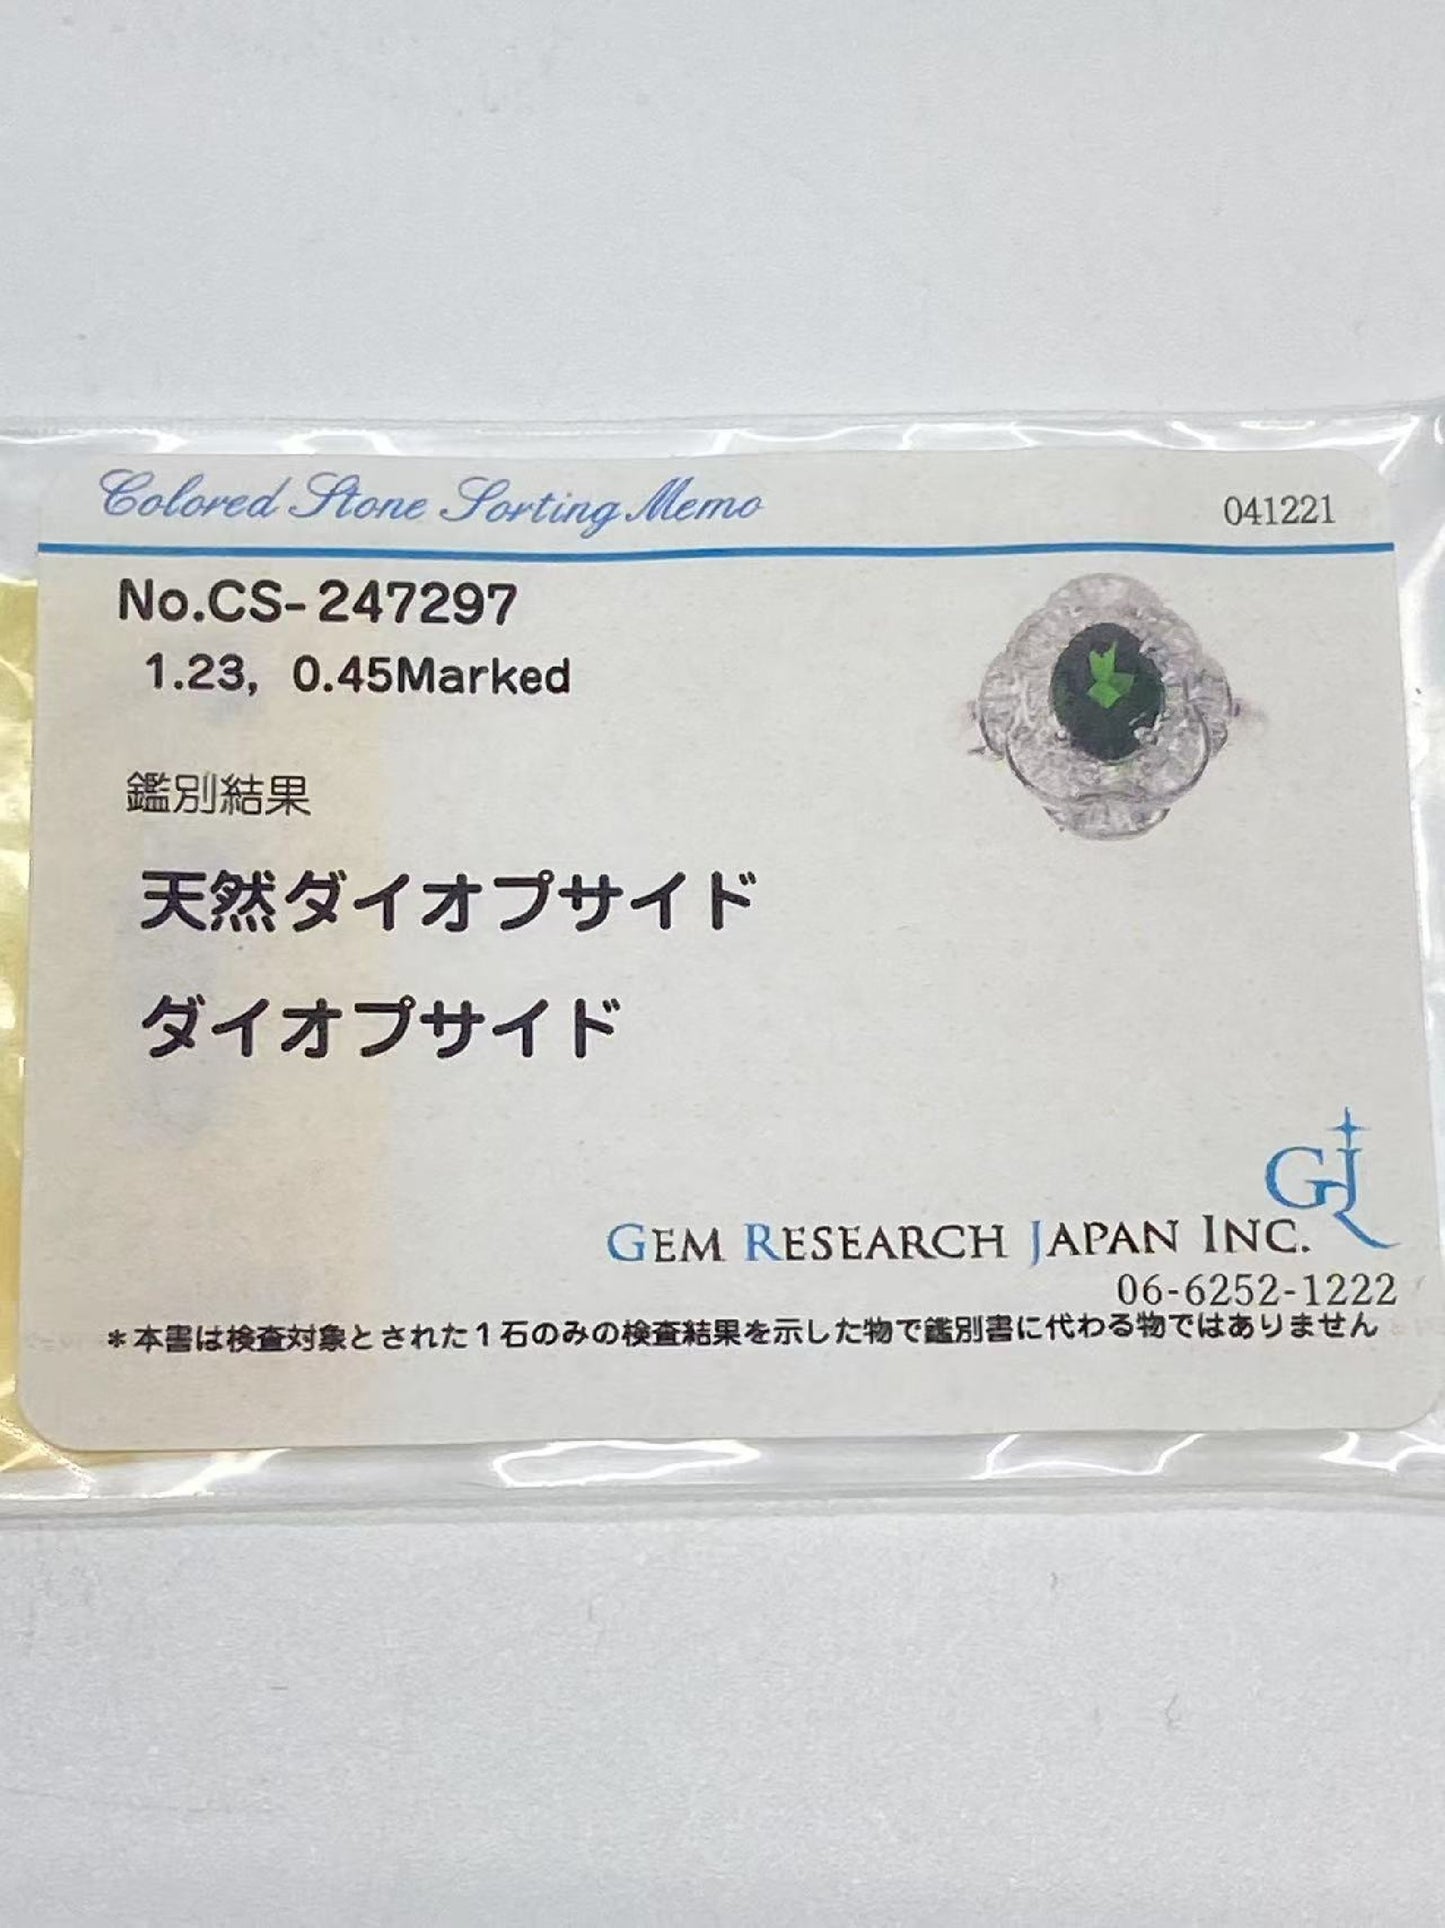 Colored Stone Sorting Memo
041221
No.CS-247297
1.23, 0.45Marked
鑑別結果
天然ダイオプサイド
ダイオプサイド
GJR
GEM RESEARCH JAPAN INC.
06-6252-1222
*本書は検査対象とされた1石のみの検査結果を示した物で鑑別書に代わる物ではありません